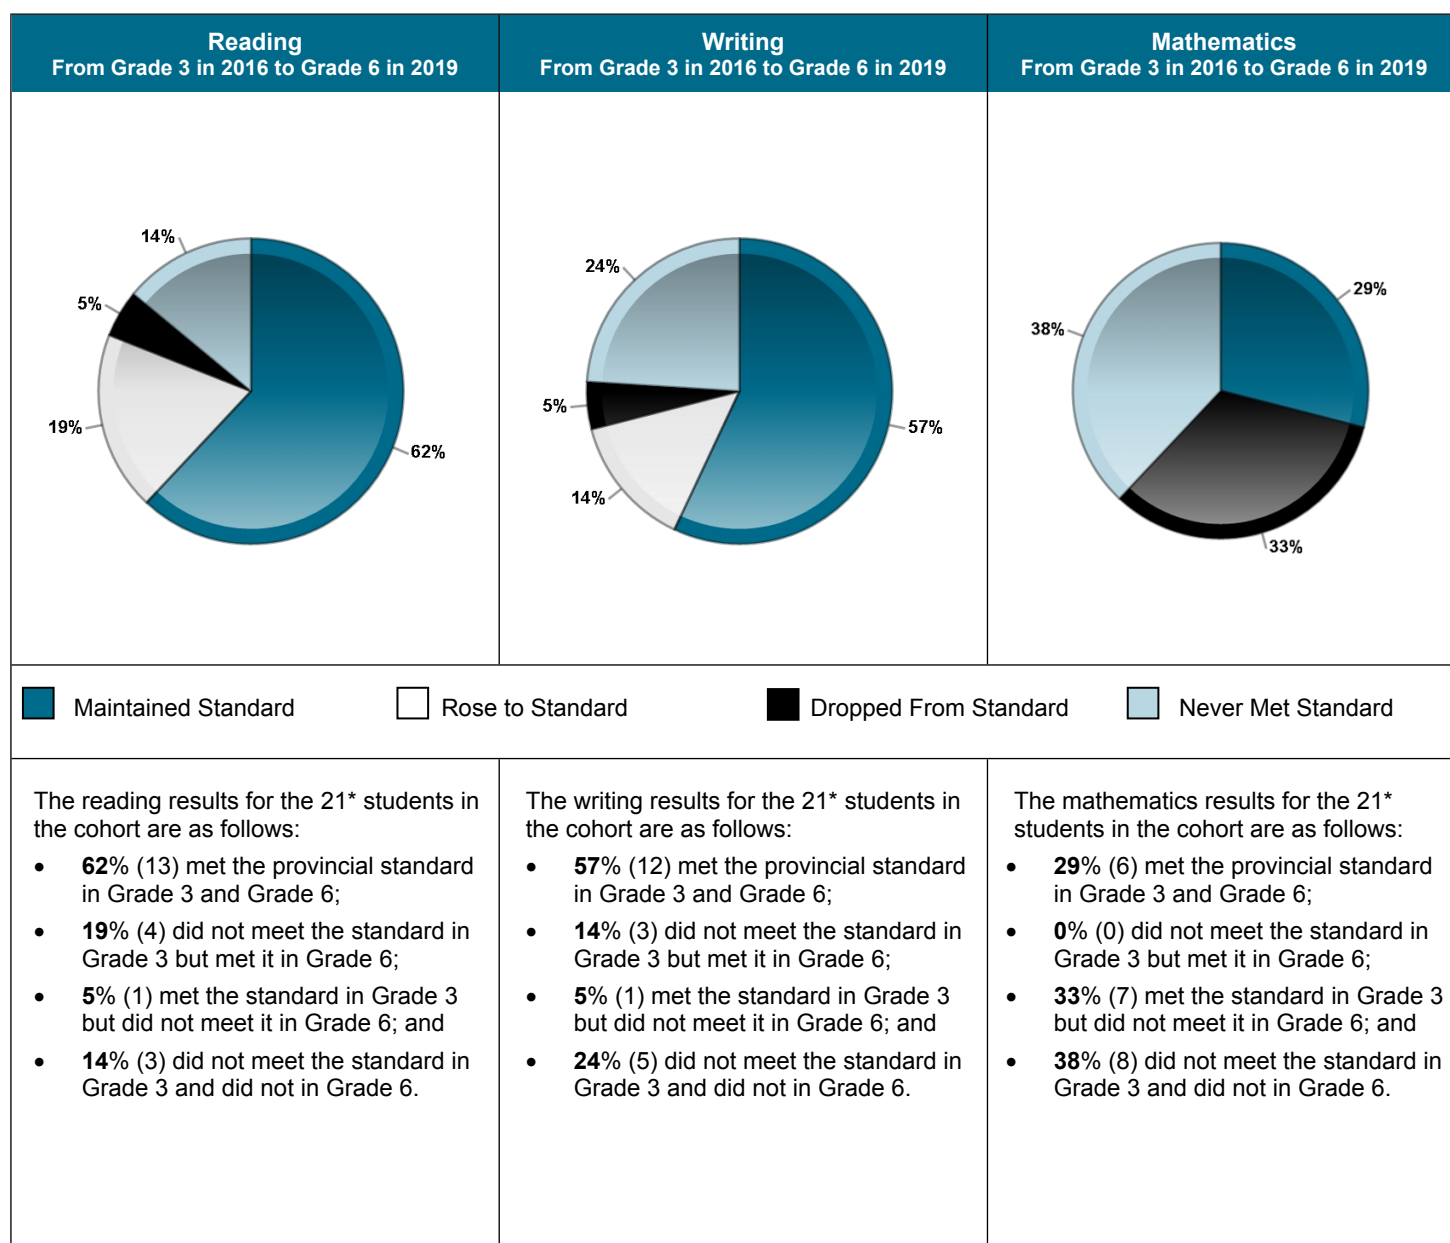 Reading
From Grade 3 in 2016 to Grade 6 in 2019
Writing
From Grade 3 in 2016 to Grade 6 in 2019
Mathematics
From Grade 3 in 2016 to Grade 6 in 2019
14%
5%
19%
62%
24%
5%
14%
57%
29%
38%
33%
Maintained Standard
Rose to Standard
Dropped From Standard
Never Met Standard
The reading results for the 21* students in
the cohort are as follows:
• 62% (13) met the provincial standard
in Grade 3 and Grade 6;
• 19% (4) did not meet the standard in
Grade 3 but met it in Grade 6;
• 5% (1) met the standard in Grade 3
but did not meet it in Grade 6; and
• 14% (3) did not meet the standard in
Grade 3 and did not in Grade 6.
The writing results for the 21* students in
the cohort are as follows:
• 57% (12) met the provincial standard
in Grade 3 and Grade 6;
• 14% (3) did not meet the standard in
Grade 3 but met it in Grade 6;
• 5% (1) met the standard in Grade 3
but did not meet it in Grade 6; and
• 24% (5) did not meet the standard in
Grade 3 and did not in Grade 6.
The mathematics results for the 21*
students in the cohort are as follows:
• 29% (6) met the provincial standard
in Grade 3 and Grade 6;
• 0% (0) did not meet the standard in
Grade 3 but met it in Grade 6;
• 33% (7) met the standard in Grade 3
but did not meet it in Grade 6; and
• 38% (8) did not meet the standard in
Grade 3 and did not in Grade 6.